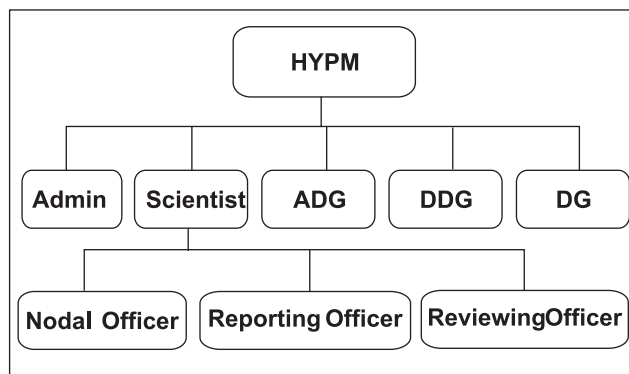 HYPM
Admin
Scientist
ADG
DDG
DG
Nodal Officer
Reporting Officer
ReviewingOfficer